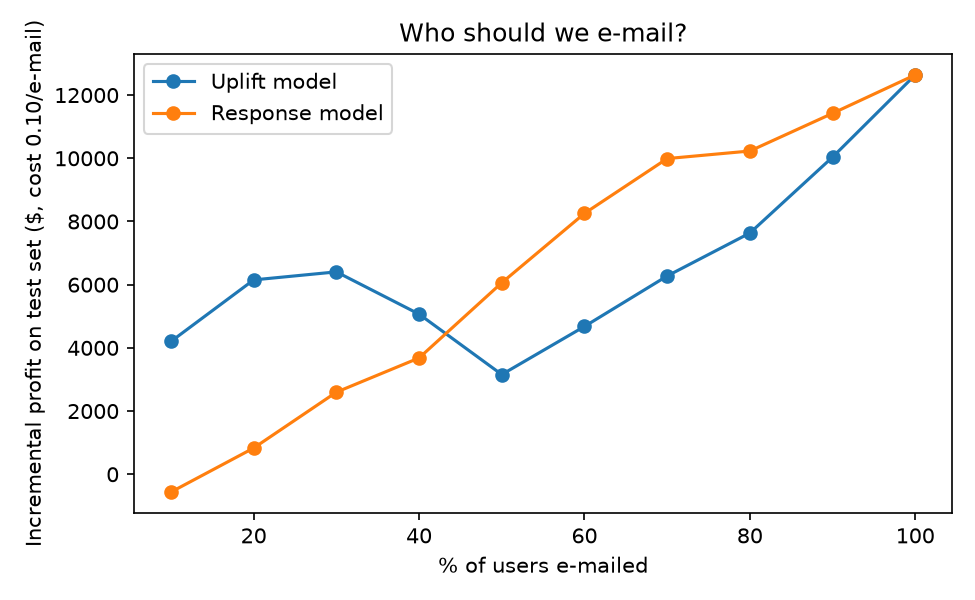 Who should we e-mail?
Uplift model
Response model
Incremental profit on test set ($, cost 0.10/e-mail)
12000
10000
8000
6000
4000
2000
0
20
40
60
80
100
% of users e-mailed